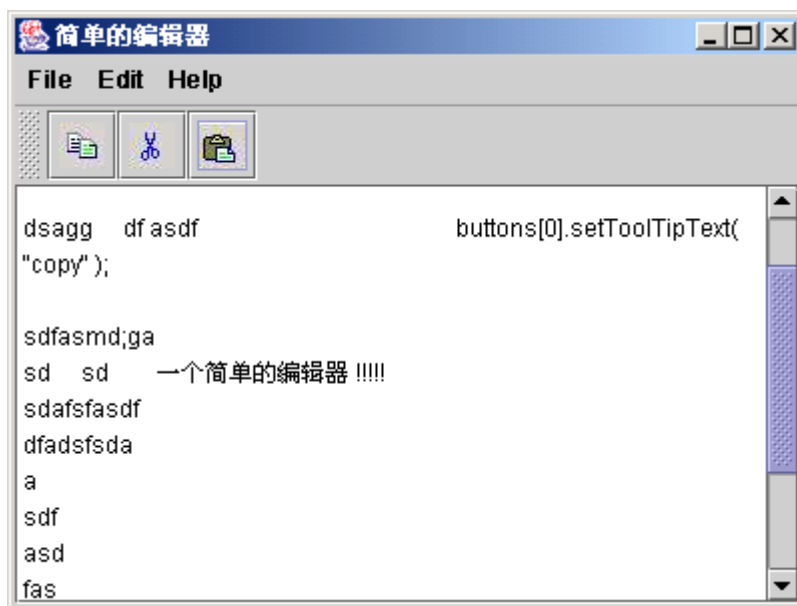 简单的编辑器
File Edit Help
dsagg df asdf buttons[0].setToolTipText(
"copy" );
sdfasmd;ga
sd sd 一个简单的编辑器 !!!!!
sdafsfasdf
dfadsfsda
a
sdf
asd
fas